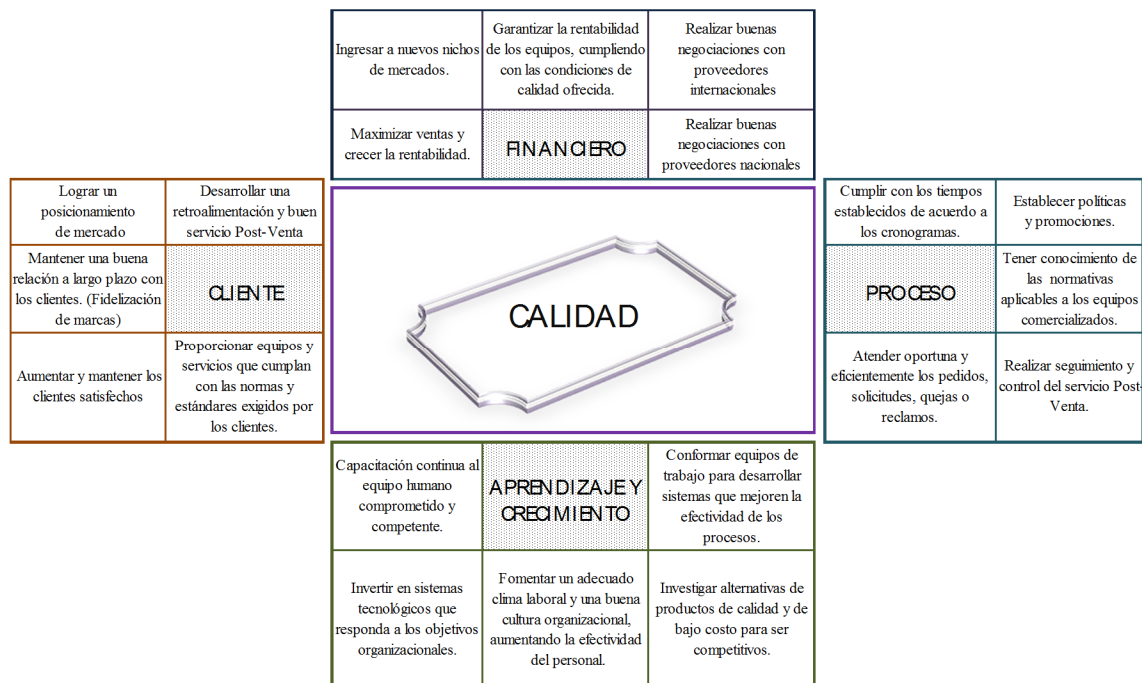 Ingresar a nuevos nichos
de mercados.
Garantizar la rentabilidad
de los equipos, cumpliendo
con las condiciones de
calidad ofrecida.
Realizar buenas
negociaciones con
proveedores
internacionales
Maximizar ventas y
crecer la rentabilidad.
FINANCIERO
Realizar buenas
negociaciones con
proveedores nacionales
Lograr un
posicionamiento
de mercado
Desarrollar una
retroalimentación y buen
servicio Post-Venta
Mantener una buena
relación a largo plazo con
los clientes. (Fidelización
de marcas)
CLIENTE
Aumentar y mantener los
clientes satisfechos
Proporcionar equipos y
servicios que cumplan
con las normas y
estándares exigidos por
los clientes.
CALIDAD
Cumplir con los tiempos
establecidos de acuerdo a
los cronogramas.
Establecer políticas
y promociones.
PROCESO
Tener conocimiento de
las normativas
aplicables a los equipos
comercializados.
Atender oportuna y
eficientemente los pedidos,
solicitudes, quejas o
reclamos.
Realizar seguimiento y
control del servicio Post-
Venta.
Capacitación continua al
equipo humano
comprometido y
competente.
APRENDIZAJE Y
CRECIMIENTO
Conformar equipos de
trabajo para desarrollar
sistemas que mejoren la
efectividad de los
procesos.
Invertir en sistemas
tecnológicos que
responda a los objetivos
organizacionales.
Fomentar un adecuado
clima laboral y una buena
cultura organizacional,
aumentando la efectividad
del personal.
Investigar alternativas de
productos de calidad y de
bajo costo para ser
competitivos.